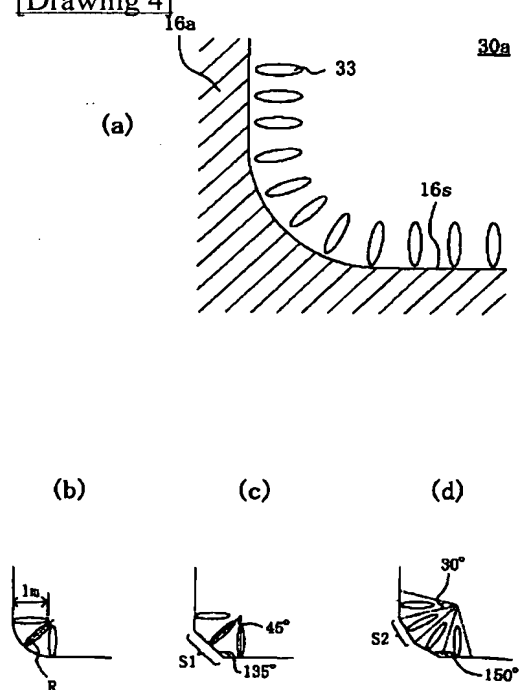 [Drawing 4]
16a
30a
33
(a)
16s
(b)
(c)
(d)
1m
R
45°
S1
135°
30°
S2
150°